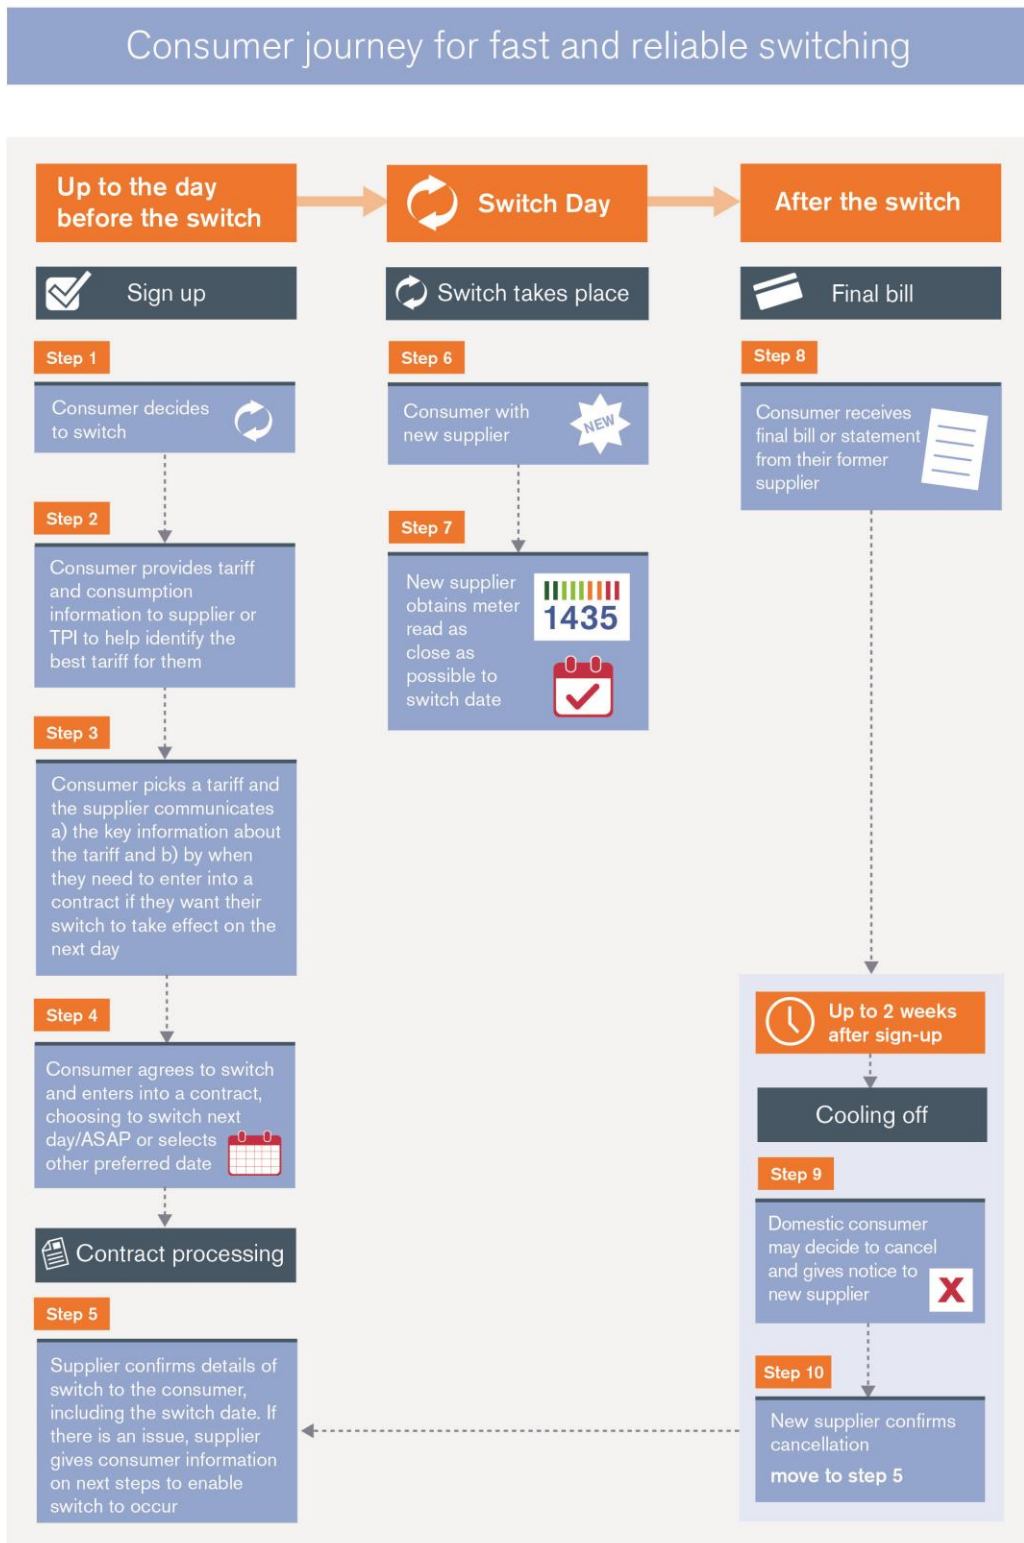 Consumer journey for fast and reliable switching
Up to the day
before the switch
Sign up
Step 1
Consumer decides
to switch
Step 2
Consumer provides tariff
and consumption
information to supplier or
TPI to help identify the
best tariff for them
Step 3
Consumer picks a tariff and
the supplier communicates
a) the key information about
the tariff and b) by when
they need to enter into a
contract if they want their
switch to take effect on the
next day
Step 4
Consumer agrees to switch
and enters into a contract,
choosing to switch next
day/ASAP or selects
other preferred date
Contract processing
Step 5
Supplier confirms details of
switch to the consumer,
including the switch date. If
there is an issue, supplier
gives consumer information
on next steps to enable
switch to occur
Switch Day
Switch takes place
Step 6
Consumer with
new supplier
NEW
Step 7
New supplier
obtains meter
read as
close as
possible to
switch date
1435
After the switch
Final bill
Step 8
Consumer receives
final bill or statement
from their former
supplier
Up to 2 weeks
after sign-up
Cooling off
Step 9
Domestic consumer
may decide to cancel
and gives notice to
new supplier
X
Step 10
New supplier confirms
cancellation
move to step 5